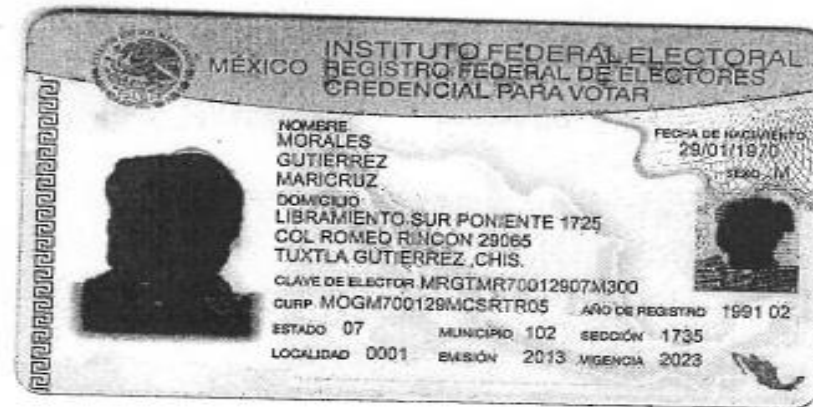 MÉXICO INSTITUTO FEDERAL ELECTORAL
REGISTRO FEDERAL DE ELECTORES
CREDENCIAL PARA VOTAR
NOMBRE
MORALES
GUTIERREZ
MARICRUZ
FECHA DE NACIMIENTO
29/01/1970
SEXO M
DOMICILIO
LIBRAMIENTO SUR PONIENTE 1725
COL ROMEO RINCON 29065
TUXTLA GUTIERREZ ,CHIS.
CLAVE DE ELECTOR MRGTMR70012907M300
CURP MOGM700129MCSRTR05 AÑO DE REGISTRO 1991 02
ESTADO 07 MUNICIPIO 102 SECCIÓN 1735
LOCALIDAD 0001 EMISIÓN 2013 VIGENCIA 2023